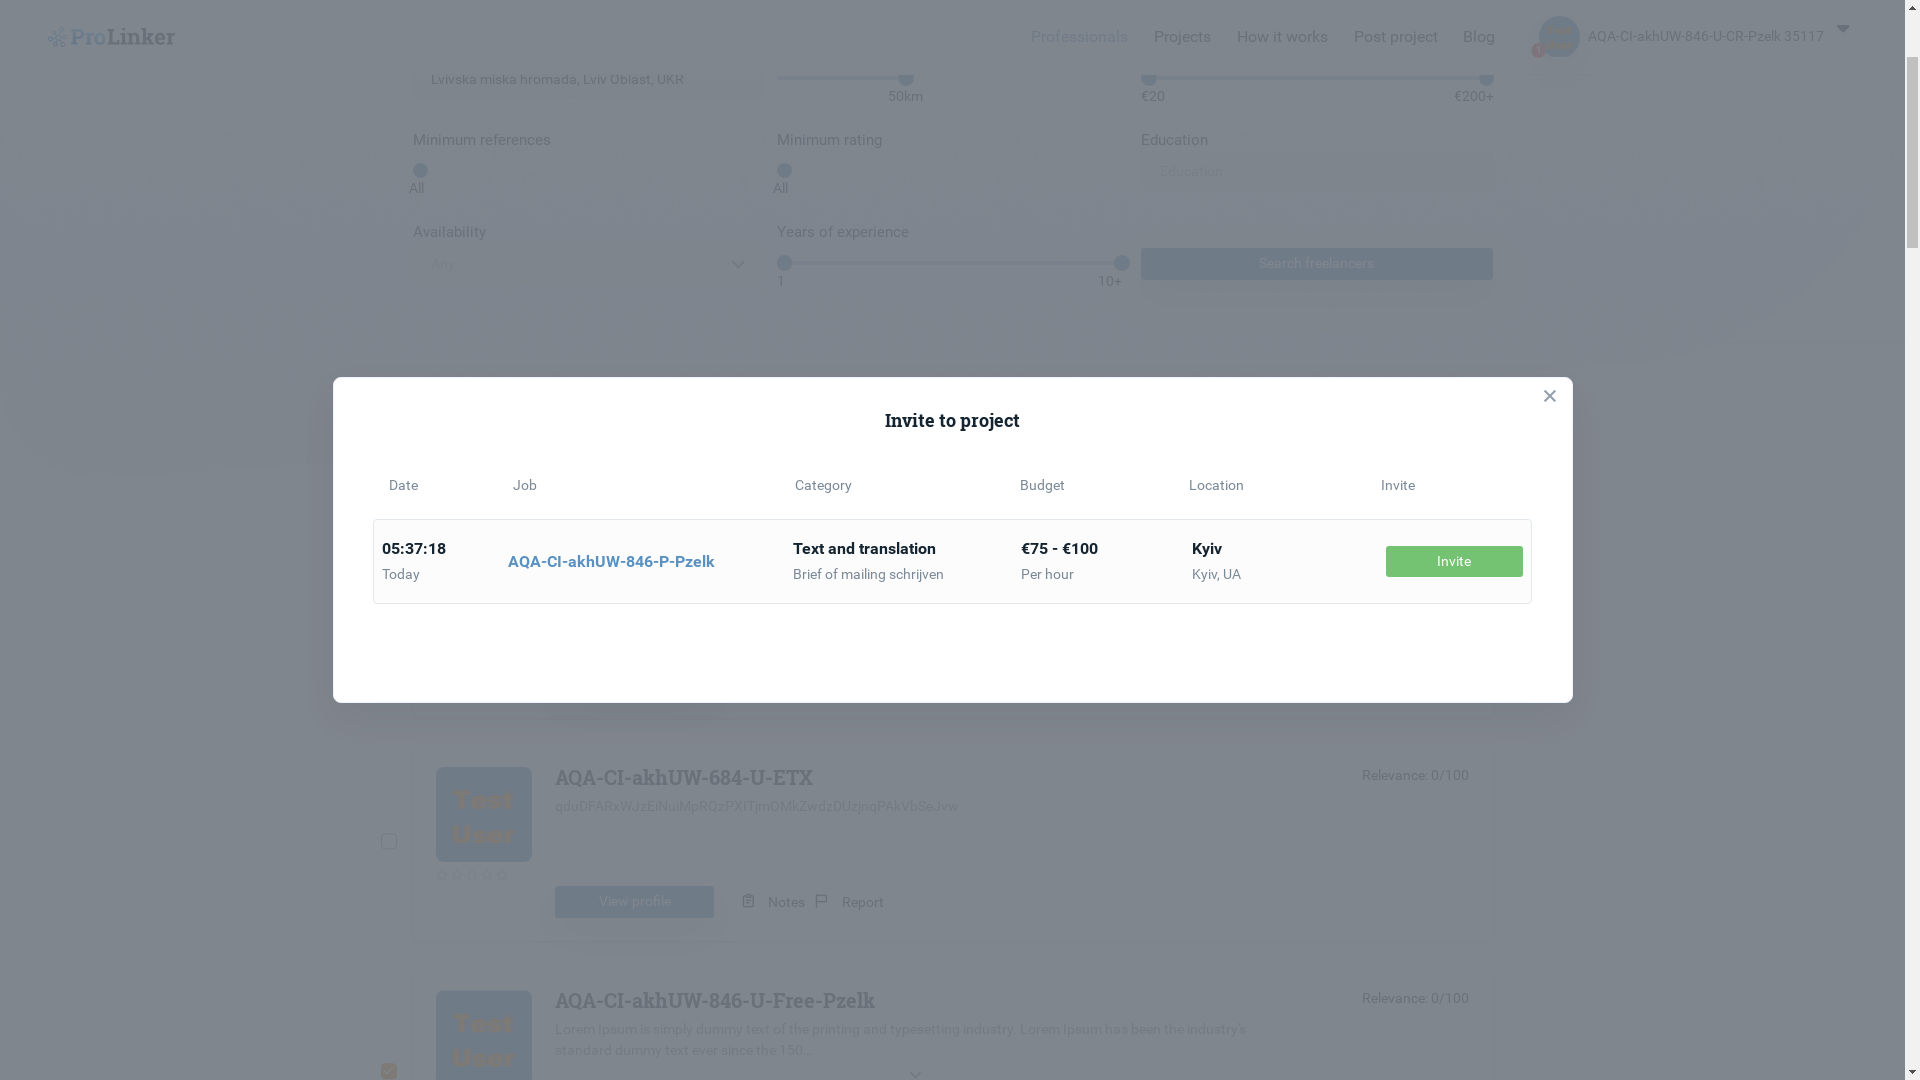 ProLinker
Professionals
Projects
How it works
Post project
Blog
AQA-CI-akhUW-846-U-CR-Pzelk 35117
Lvivska miska hromada, Lviv Oblast, UKR
50km
€20
€200+
Minimum references
Minimum rating
Education
Education
All
All
Availability
Years of experience
Any
Search freelancers
1
10+
Invite to project
Date
Job
Category
Budget
Location
Invite
05:37:18
Today
AQA-CI-akhUW-846-P-Pzelk
Text and translation
Brief of mailing schrijven
€75 - €100
Per hour
Kyiv
Kyiv, UA
Invite
Test
User
AQA-CI-akhUW-684-U-ETX
Relevance: 0/100
View profile
Notes
Report
Test
User
AQA-CI-akhUW-846-U-Free-Pzelk
Relevance: 0/100
Lorem Ipsum is simply dummy text of the printing and typesetting industry. Lorem Ipsum has been the industry's
standard dummy text ever since the 150...